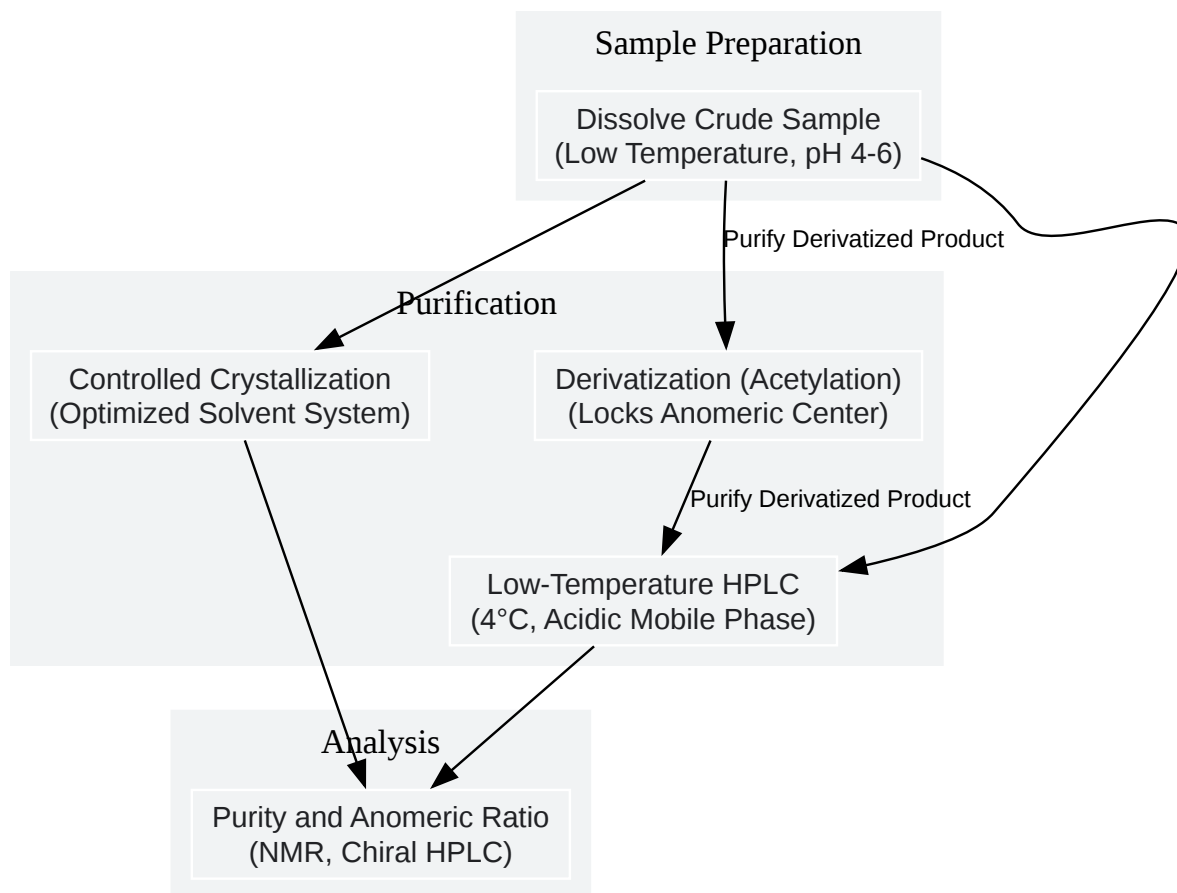 Sample Preparation
Dissolve Crude Sample
(Low Temperature, pH 4-6)
Purify Derivatized Product
Purification
Controlled Crystallization
(Optimized Solvent System)
Derivatization (Acetylation)
(Locks Anomeric Center)
Purify Derivatized Product
Low-Temperature HPLC
(4°C, Acidic Mobile Phase)
Analysis
Purity and Anomeric Ratio
(NMR, Chiral HPLC)